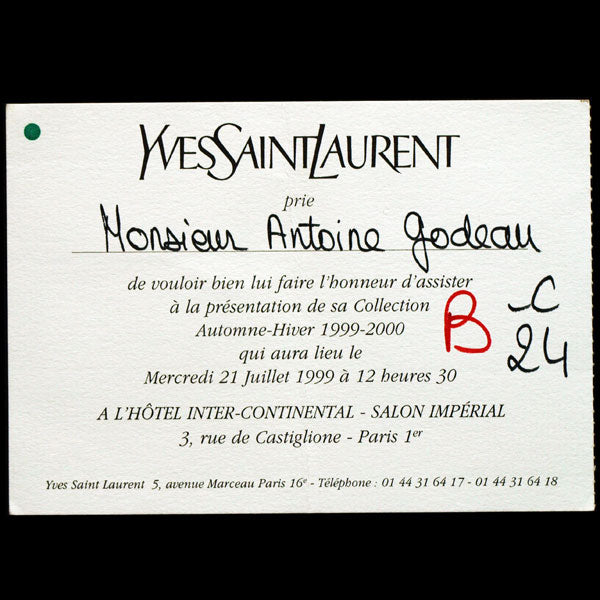 YVES SAINT LAURENT
prie
Monsieur Antoine Godeau
de vouloir bien lui faire l'honneur d'assister
à la présentation de sa Collection
Automne-Hiver 1999-2000
qui aura lieu le
Mercredi 21 Juillet 1999 à 12 heures 30
B
C
24
A L'HÔTEL INTER-CONTINENTAL - SALON IMPÉRIAL
3, rue de Castiglione - Paris 1er
Yves Saint Laurent 5, avenue Marceau Paris 16e - Téléphone : 01 44 31 64 17 - 01 44 31 64 18